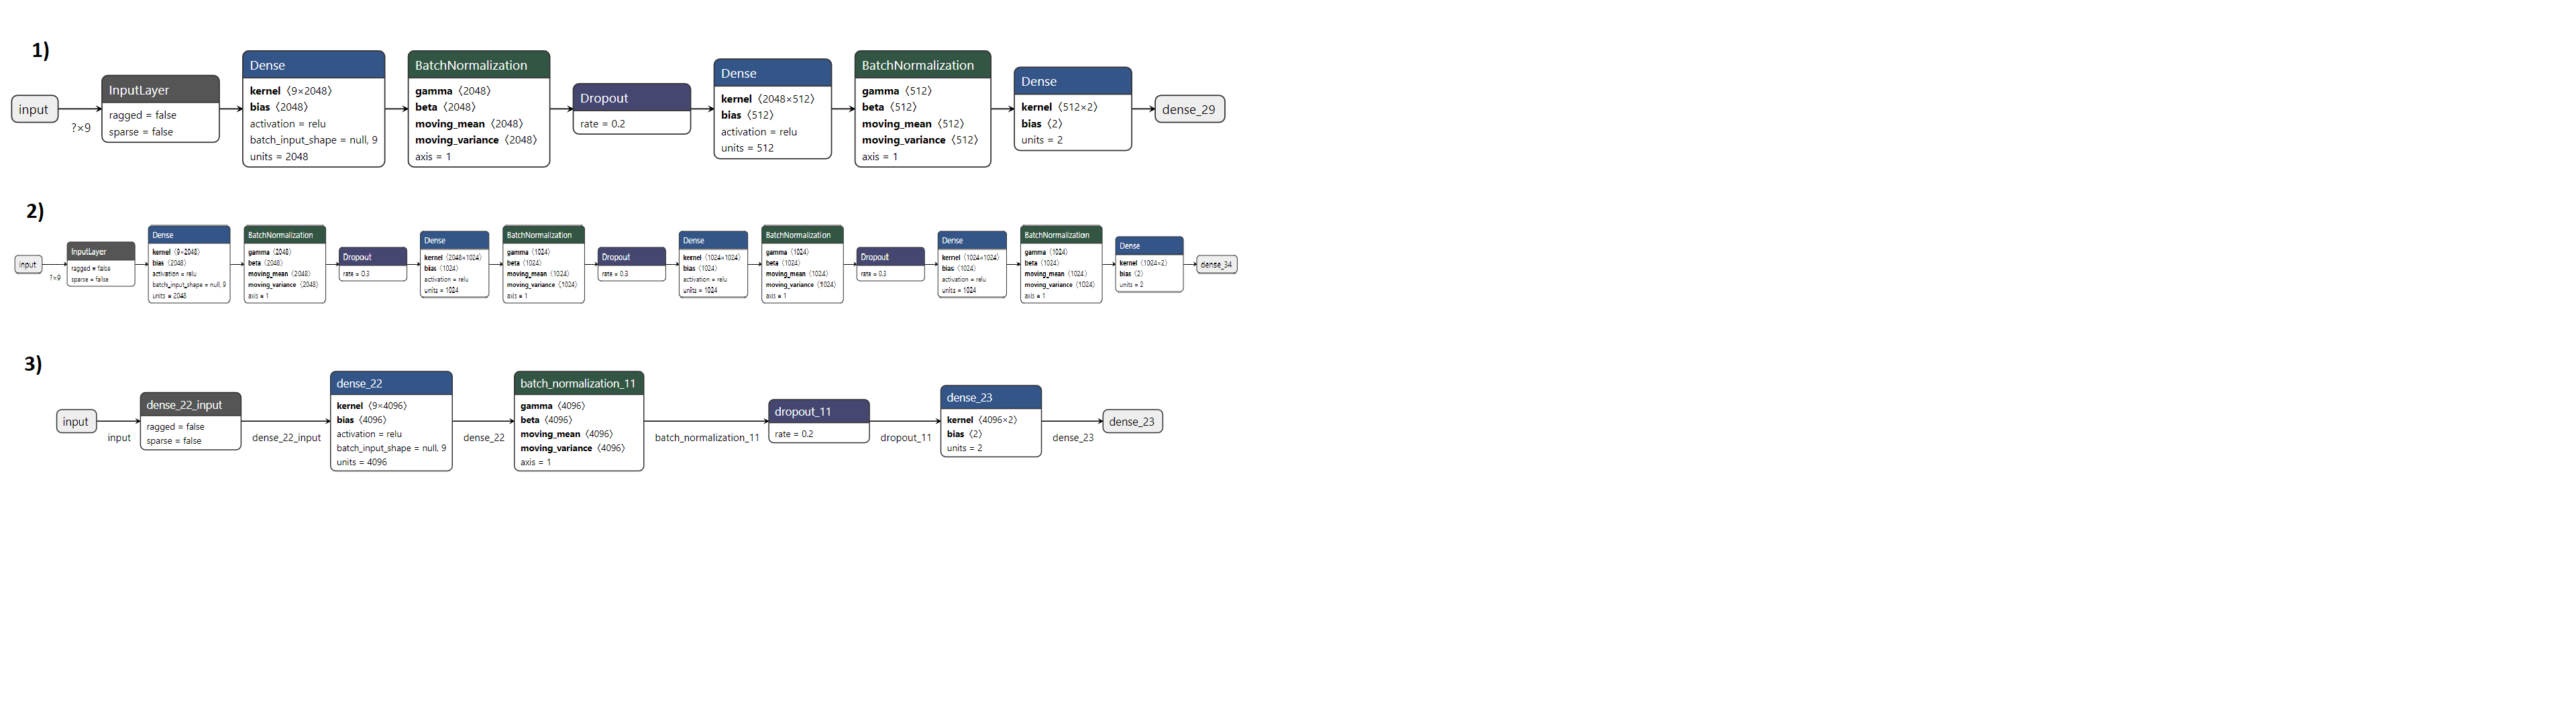 1)
input
?×9
InputLayer
ragged = false
sparse = false
Dense
kernel 〈9×2048〉
bias 〈2048〉
activation = relu
batch_input_shape = null, 9
units = 2048
BatchNormalization
gamma 〈2048〉
beta 〈2048〉
moving_mean 〈2048〉
moving_variance 〈2048〉
axis = 1
Dropout
rate = 0.2
Dense
kernel 〈2048×512〉
bias 〈512〉
activation = relu
units = 512
BatchNormalization
gamma 〈512〉
beta 〈512〉
moving_mean 〈512〉
moving_variance 〈512〉
axis = 1
Dense
kernel 〈512×2〉
bias 〈2〉
units = 2
dense_29
2)
input
?×9
InputLayer
ragged = false
sparse = false
Dense
kernel 〈9×2048〉
bias 〈2048〉
activation = relu
batch_input_shape = null, 9
units = 2048
BatchNormalization
gamma 〈2048〉
beta 〈2048〉
moving_mean 〈2048〉
moving_variance 〈2048〉
axis = 1
Dropout
rate = 0.3
Dense
kernel 〈2048×1024〉
bias 〈1024〉
activation = relu
units = 1024
BatchNormalization
gamma 〈1024〉
beta 〈1024〉
moving_mean 〈1024〉
moving_variance 〈1024〉
axis = 1
Dropout
rate = 0.3
Dense
kernel 〈1024×1024〉
bias 〈1024〉
activation = relu
units = 1024
BatchNormalization
gamma 〈1024〉
beta 〈1024〉
moving_mean 〈1024〉
moving_variance 〈1024〉
axis = 1
Dropout
rate = 0.3
Dense
kernel 〈1024×1024〉
bias 〈1024〉
activation = relu
units = 1024
BatchNormalization
gamma 〈1024〉
beta 〈1024〉
moving_mean 〈1024〉
moving_variance 〈1024〉
axis = 1
Dense
kernel 〈1024×2〉
bias 〈2〉
units = 2
dense_34
3)
input
input
dense_22_input
ragged = false
sparse = false
dense_22_input
dense_22
kernel 〈9×4096〉
bias 〈4096〉
activation = relu
batch_input_shape = null, 9
units = 4096
dense_22
batch_normalization_11
gamma 〈4096〉
beta 〈4096〉
moving_mean 〈4096〉
moving_variance 〈4096〉
axis = 1
batch_normalization_11
dropout_11
rate = 0.2
dropout_11
dense_23
kernel 〈4096×2〉
bias 〈2〉
units = 2
dense_23
dense_23